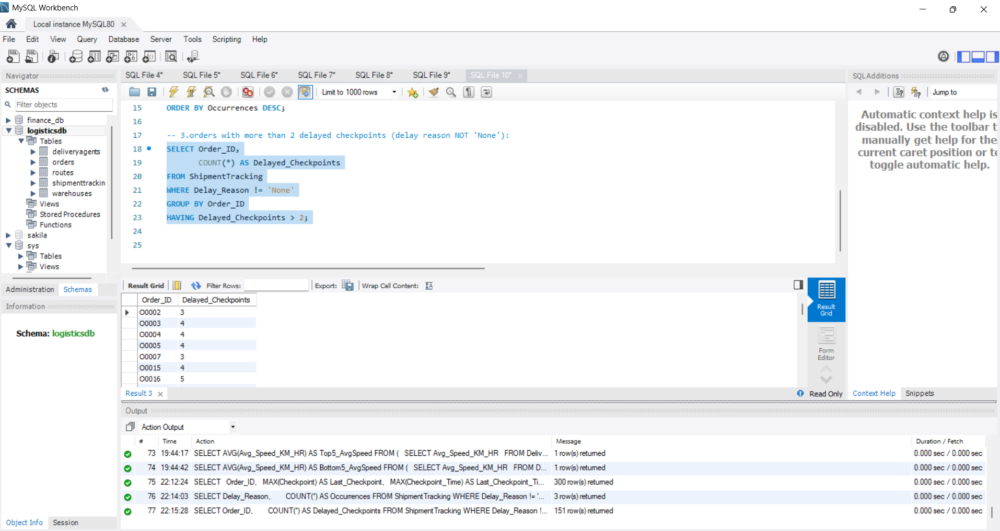 MySQL Workbench
Local instance MySQL80
File Edit View Query Database Server Tools Scripting Help
Navigator
SCHEMAS
Filter objects
finance_db
logisticsdb
Tables
deliveryagents
orders
routes
shipmenttrackin
warehouses
Views
Stored Procedures
Functions
sakila
sys
Tables
Views
Administration Schemas
Information
Schema: logisticsdb
Object Info Session
SQL File 4* SQL File 5* SQL File 6* SQL File 7* SQL File 8* SQL File 9* SQL File 10*
Limit to 1000 rows
15 ORDER BY Occurrences DESC;
16
17 -- 3.orders with more than 2 delayed checkpoints (delay reason NOT 'None'):
18 SELECT Order_ID,
19 COUNT(*) AS Delayed_Checkpoints
20 FROM ShipmentTracking
21 WHERE Delay_Reason != 'None'
22 GROUP BY Order_ID
23 HAVING Delayed_Checkpoints > 2;
24
25
Result Grid Filter Rows: Export: Wrap Cell Content:
Order_ID Delayed_Checkpoints
O0002 3
O0003 4
O0004 4
O0005 4
O0007 3
O0015 4
O0016 5
Result Grid
Form Editor
Result 3
Read Only
SQLAdditions
Jump to
Automatic context help is
disabled. Use the toolbar t
manually get help for the
current caret position or to
toggle automatic help.
Context Help Snippets
Output
Action Output
# Time Action Message Duration / Fetch
73 19:44:17 SELECT AVG(Avg_Speed_KM_HR) AS Top5_AvgSpeed FROM ( SELECT Avg_Speed_KM_HR FROM Deliv... 1 row(s) returned 0.000 sec / 0.000 sec
74 19:44:42 SELECT AVG(Avg_Speed_KM_HR) AS Bottom5_AvgSpeed FROM ( SELECT Avg_Speed_KM_HR FROM D... 1 row(s) returned 0.000 sec / 0.000 sec
75 22:12:24 SELECT Order_ID, MAX(Checkpoint) AS Last_Checkpoint, MAX(Checkpoint_Time) AS Last_Checkpoint_Ti... 300 row(s) returned 0.000 sec / 0.000 sec
76 22:14:03 SELECT Delay_Reason, COUNT(*) AS Occurrences FROM ShipmentTracking WHERE Delay_Reason != '... 3 row(s) returned 0.000 sec / 0.000 sec
77 22:15:28 SELECT Order_ID, COUNT(*) AS Delayed_Checkpoints FROM ShipmentTracking WHERE Delay_Reason !... 151 row(s) returned 0.000 sec / 0.000 sec